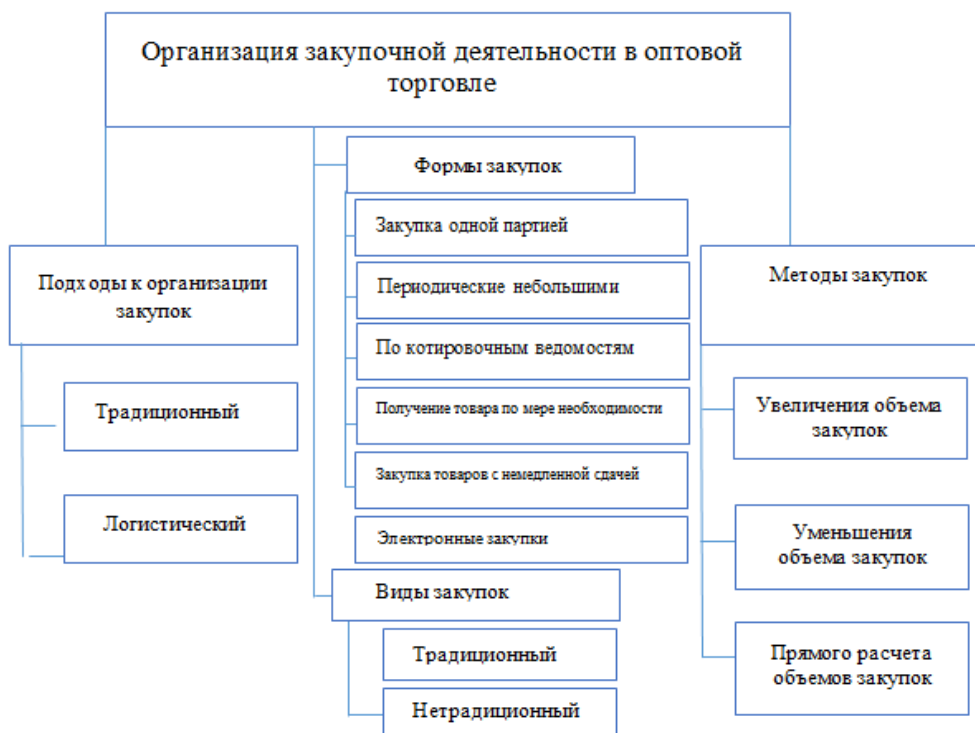 Организация закупочной деятельности в оптовой
торговле
Подходы к организации
закупок
Традиционный
Логистический
Формы закупок
Закупка одной партией
Периодические небольшими
По котировочным ведомостям
Получение товара по мере необходимости
Закупка товаров с немедленной сдачей
Электронные закупки
Виды закупок
Традиционный
Нетрадиционный
Методы закупок
Увеличения объема
закупок
Уменьшения
объема закупок
Прямого расчета
объемов закупок